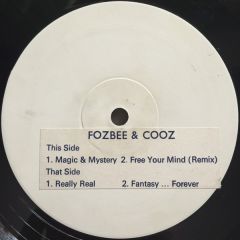 FOZBEE & COOZ
This Side
1. Magic & Mystery 2. Free Your Mind (Remix)
That Side
1. Really Real 2. Fantasy ... Forever